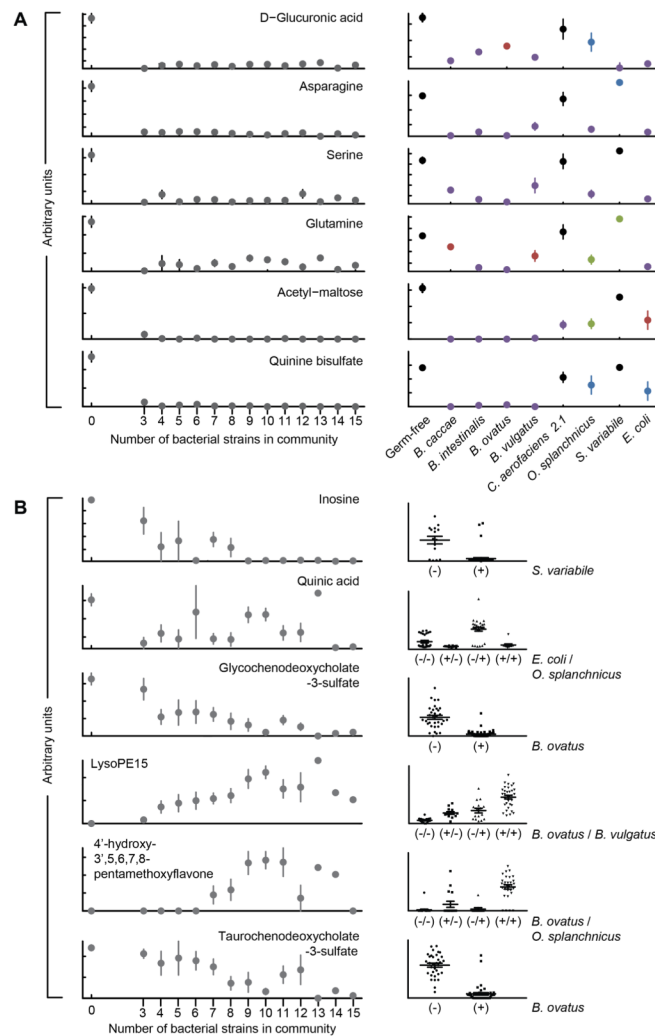 A
D−Glucuronic acid
Asparagine
Serine
Glutamine
Acetyl−maltose
Quinine bisulfate
Arbitrary units
0 3 4 5 6 7 8 9 10 11 12 13 14 15
Number of bacterial strains in community
Germ-free
B. caccae
B. intestinalis
B. ovatus
B. vulgatus
C. aerofaciens 2.1
O. splanchnicus
S. variabile
E. coli
B
Inosine
(-) (+) S. variabile
Quinic acid
(-/-) (+/-) (-/+) (+/+) E. coli /
O. splanchnicus
Glycochenodeoxycholate
-3-sulfate
(-) (+) B. ovatus
LysoPE15
(-/-) (+/-) (-/+) (+/+) B. ovatus / B. vulgatus
4’-hydroxy-
3’,5,6,7,8-
pentamethoxyflavone
(-/-) (+/-) (-/+) (+/+) B. ovatus /
O. splanchnicus
Taurochenodeoxycholate
-3-sulfate
(-) (+) B. ovatus
Arbitrary units
0 3 4 5 6 7 8 9 10 11 12 13 14 15
Number of bacterial strains in community